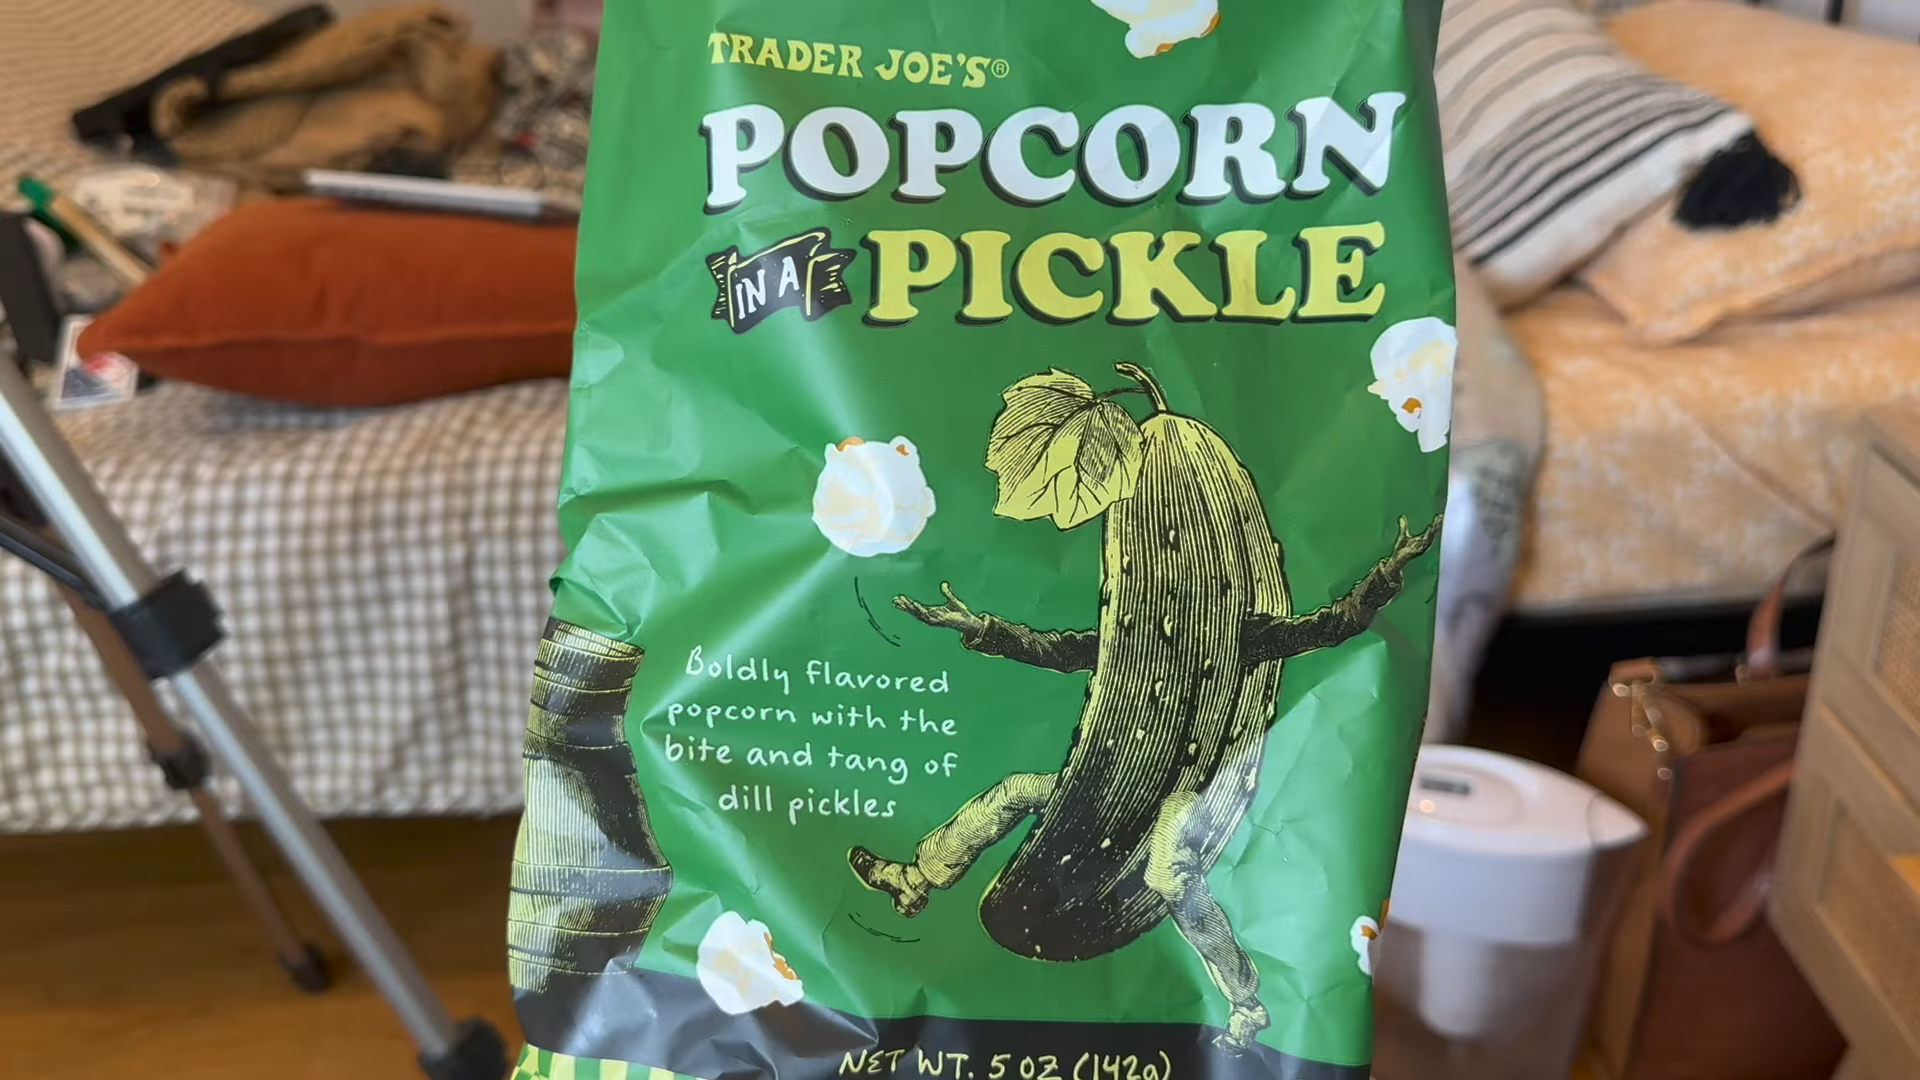 TRADER JOE'S®
POPCORN
IN A PICKLE
Boldly flavored
popcorn with the
bite and tang of
dill pickles
NET WT. 5 OZ (142g)